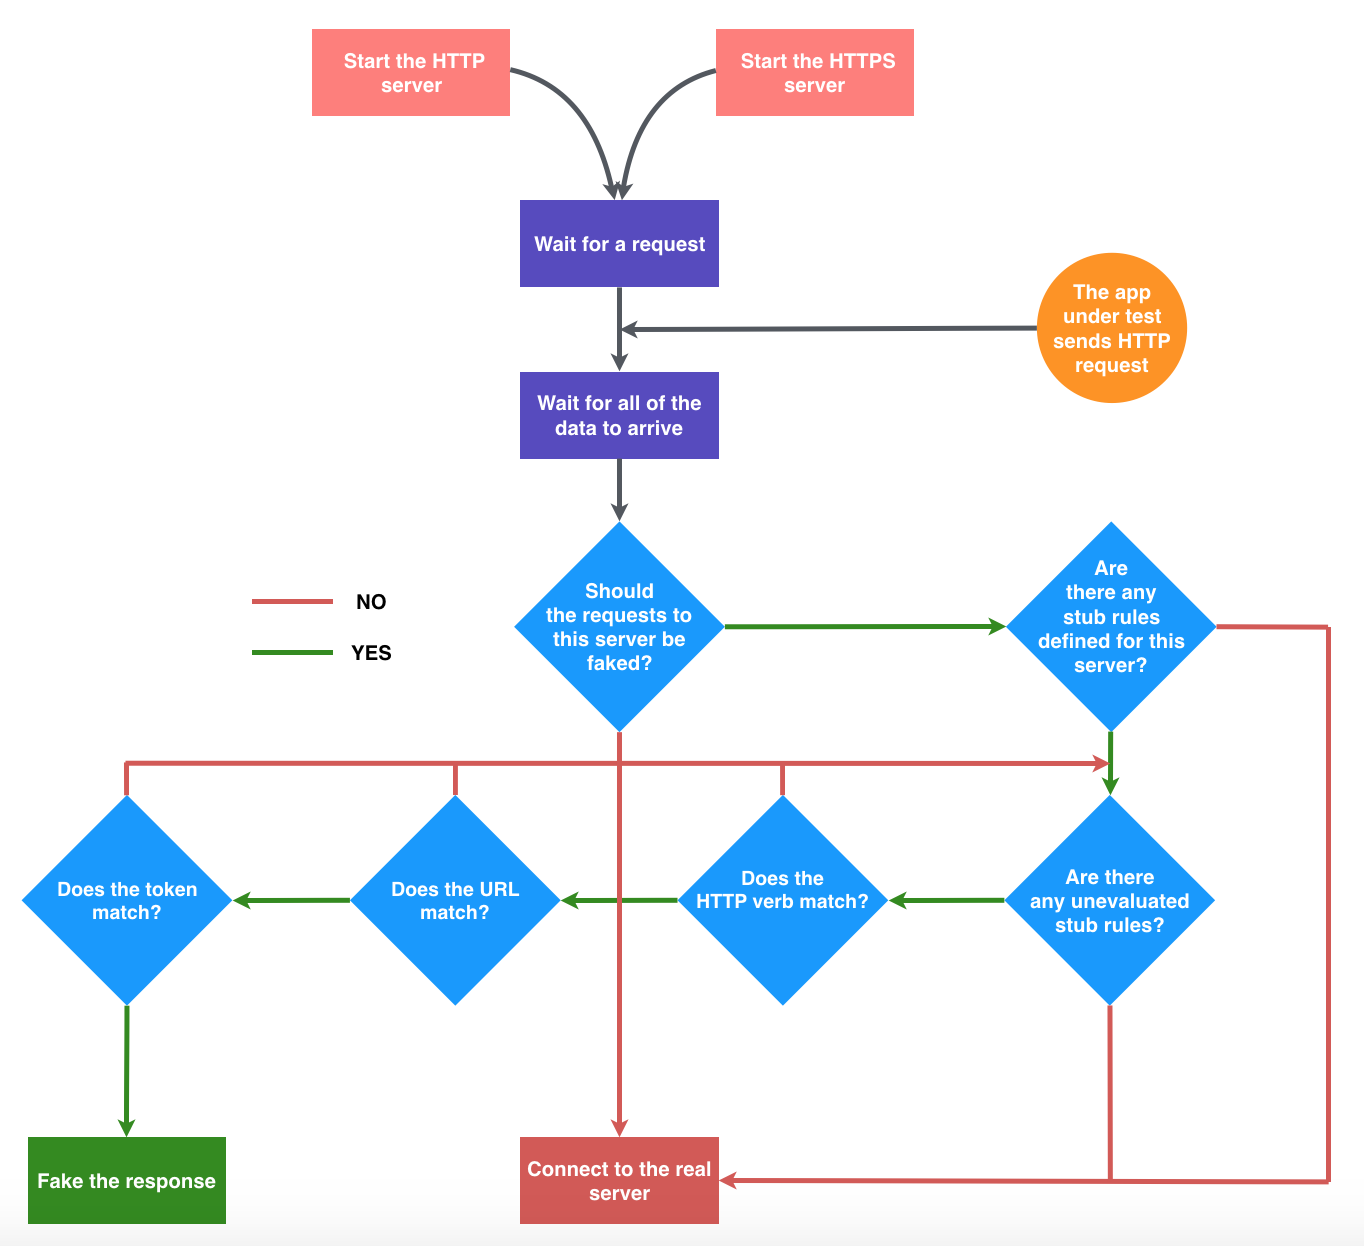 Start the HTTP
server
Start the HTTPS
server
Wait for a request
The app
under test
sends HTTP
request
Wait for all of the
data to arrive
Should
the requests to
this server be
faked?
Are
there any
stub rules
defined for this
server?
NO
YES
Does the token
match?
Does the URL
match?
Does the
HTTP verb match?
Are there
any unevaluated
stub rules?
Fake the response
Connect to the real
server